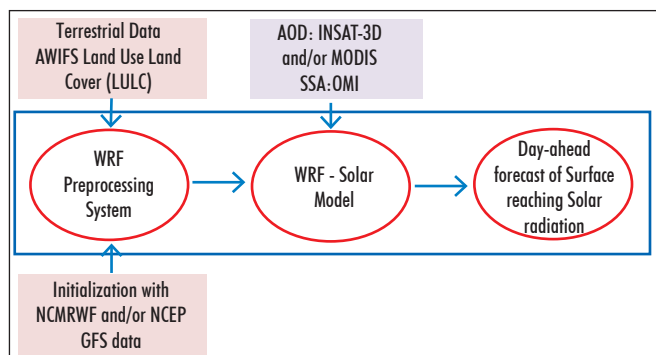 Terrestrial Data
AWIFS Land Use Land
Cover (LULC)
AOD: INSAT-3D
and/or MODIS
SSA:OMI
WRF
Preprocessing
System
WRF - Solar
Model
Day-ahead
forecast of Surface
reaching Solar
radiation
Initialization with
NCMRWF and/or NCEP
GFS data